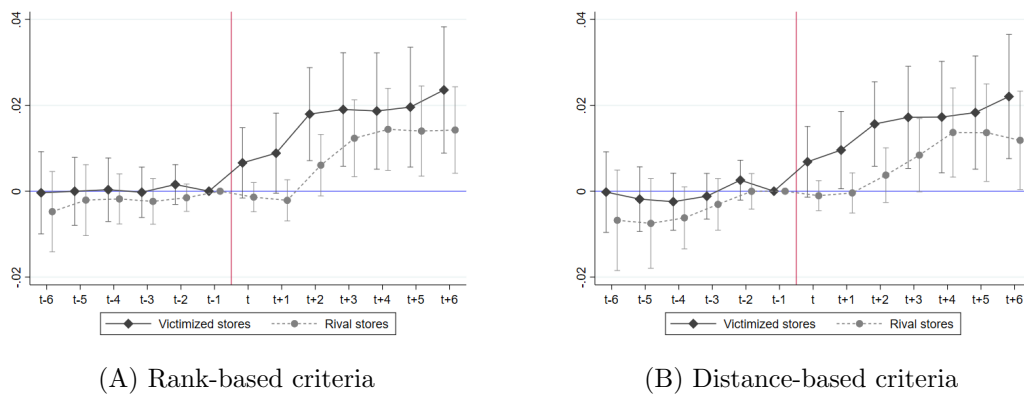 .04
.02
0
-.02
t-6 t-5 t-4 t-3 t-2 t-1 t t+1 t+2 t+3 t+4 t+5 t+6
Victimized stores Rival stores
(A) Rank-based criteria
.04
.02
0
-.02
t-6 t-5 t-4 t-3 t-2 t-1 t t+1 t+2 t+3 t+4 t+5 t+6
Victimized stores Rival stores
(B) Distance-based criteria